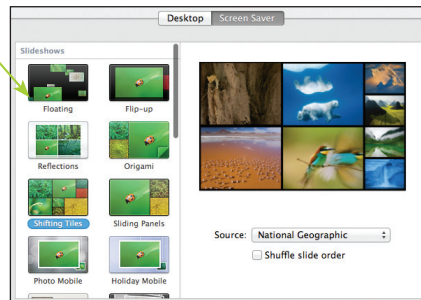 Desktop Screen Saver
Slideshows
Floating Flip-up
Reflections Origami
Shifting Tiles Sliding Panels
Photo Mobile Holiday Mobile
Source: National Geographic
Shuffle slide order